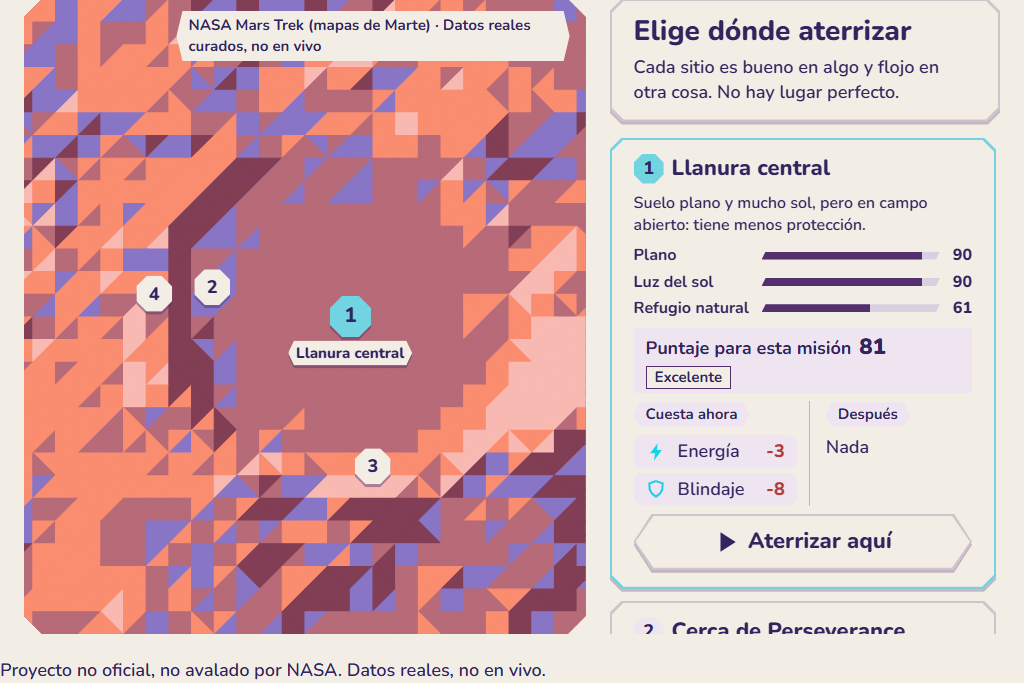 NASA Mars Trek (mapas de Marte) · Datos reales
curados, no en vivo
4
2
1
Llanura central
3
Elige dónde aterrizar
Cada sitio es bueno en algo y flojo en
otra cosa. No hay lugar perfecto.
1 Llanura central
Suelo plano y mucho sol, pero en campo
abierto: tiene menos protección.
Plano 90
Luz del sol 90
Refugio natural 61
Puntaje para esta misión 81
Excelente
Cuesta ahora
Energía -3
Blindaje -8
Después
Nada
Aterrizar aquí
2 Cerca de Perseverance
Proyecto no oficial, no avalado por NASA. Datos reales, no en vivo.